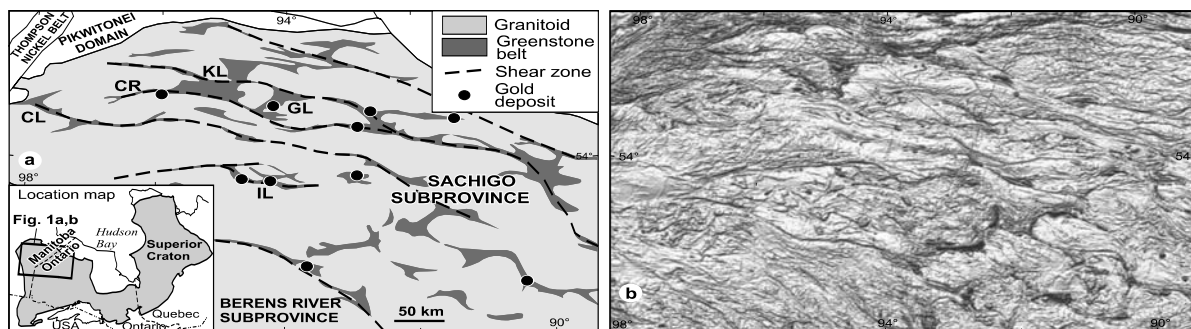 THOMPSON
NICKEL BELT
PIKWITONEI
DOMAIN
94°
Granitoid
Greenstone
belt
Shear zone
Gold
deposit
KL
CR
GL
CL
a
98°
54°
IL
SACHIGO
SUBPROVINCE
Location map
Fig. 1a,b
Hudson
Bay
Manitoba
Ontario
Superior
Craton
USA
Ontario
Quebec
BERENS RIVER
SUBPROVINCE
50 km
90°
98°
94°
90°
54°
54°
b
98°
94°
90°